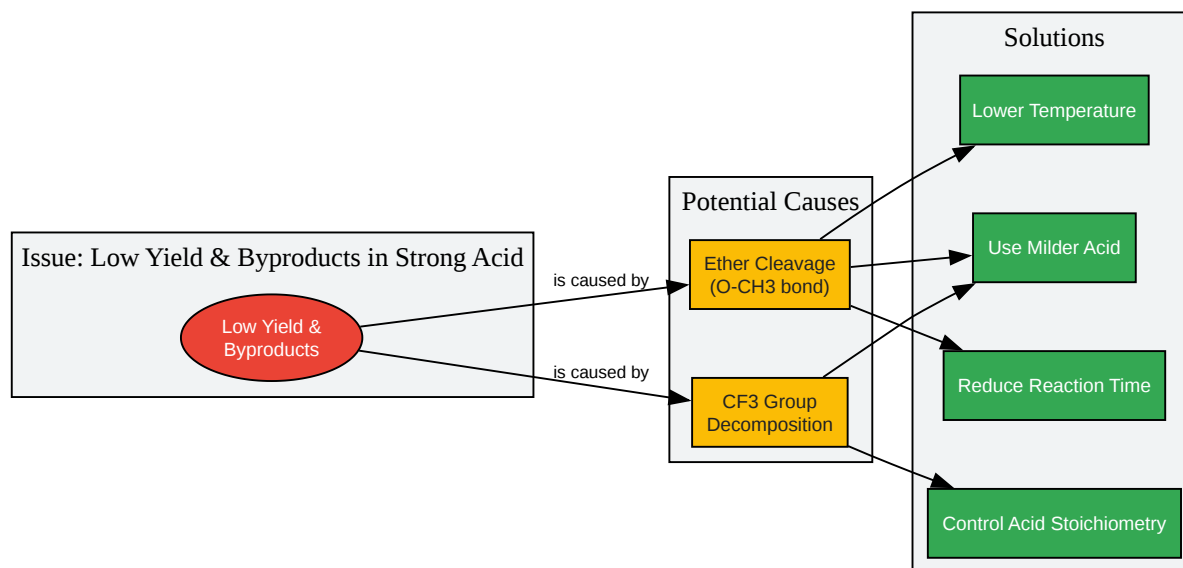 Issue: Low Yield & Byproducts in Strong Acid
Low Yield &
Byproducts
is caused by
is caused by
Potential Causes
Ether Cleavage
(O-CH3 bond)
CF3 Group
Decomposition
Solutions
Lower Temperature
Use Milder Acid
Reduce Reaction Time
Control Acid Stoichiometry